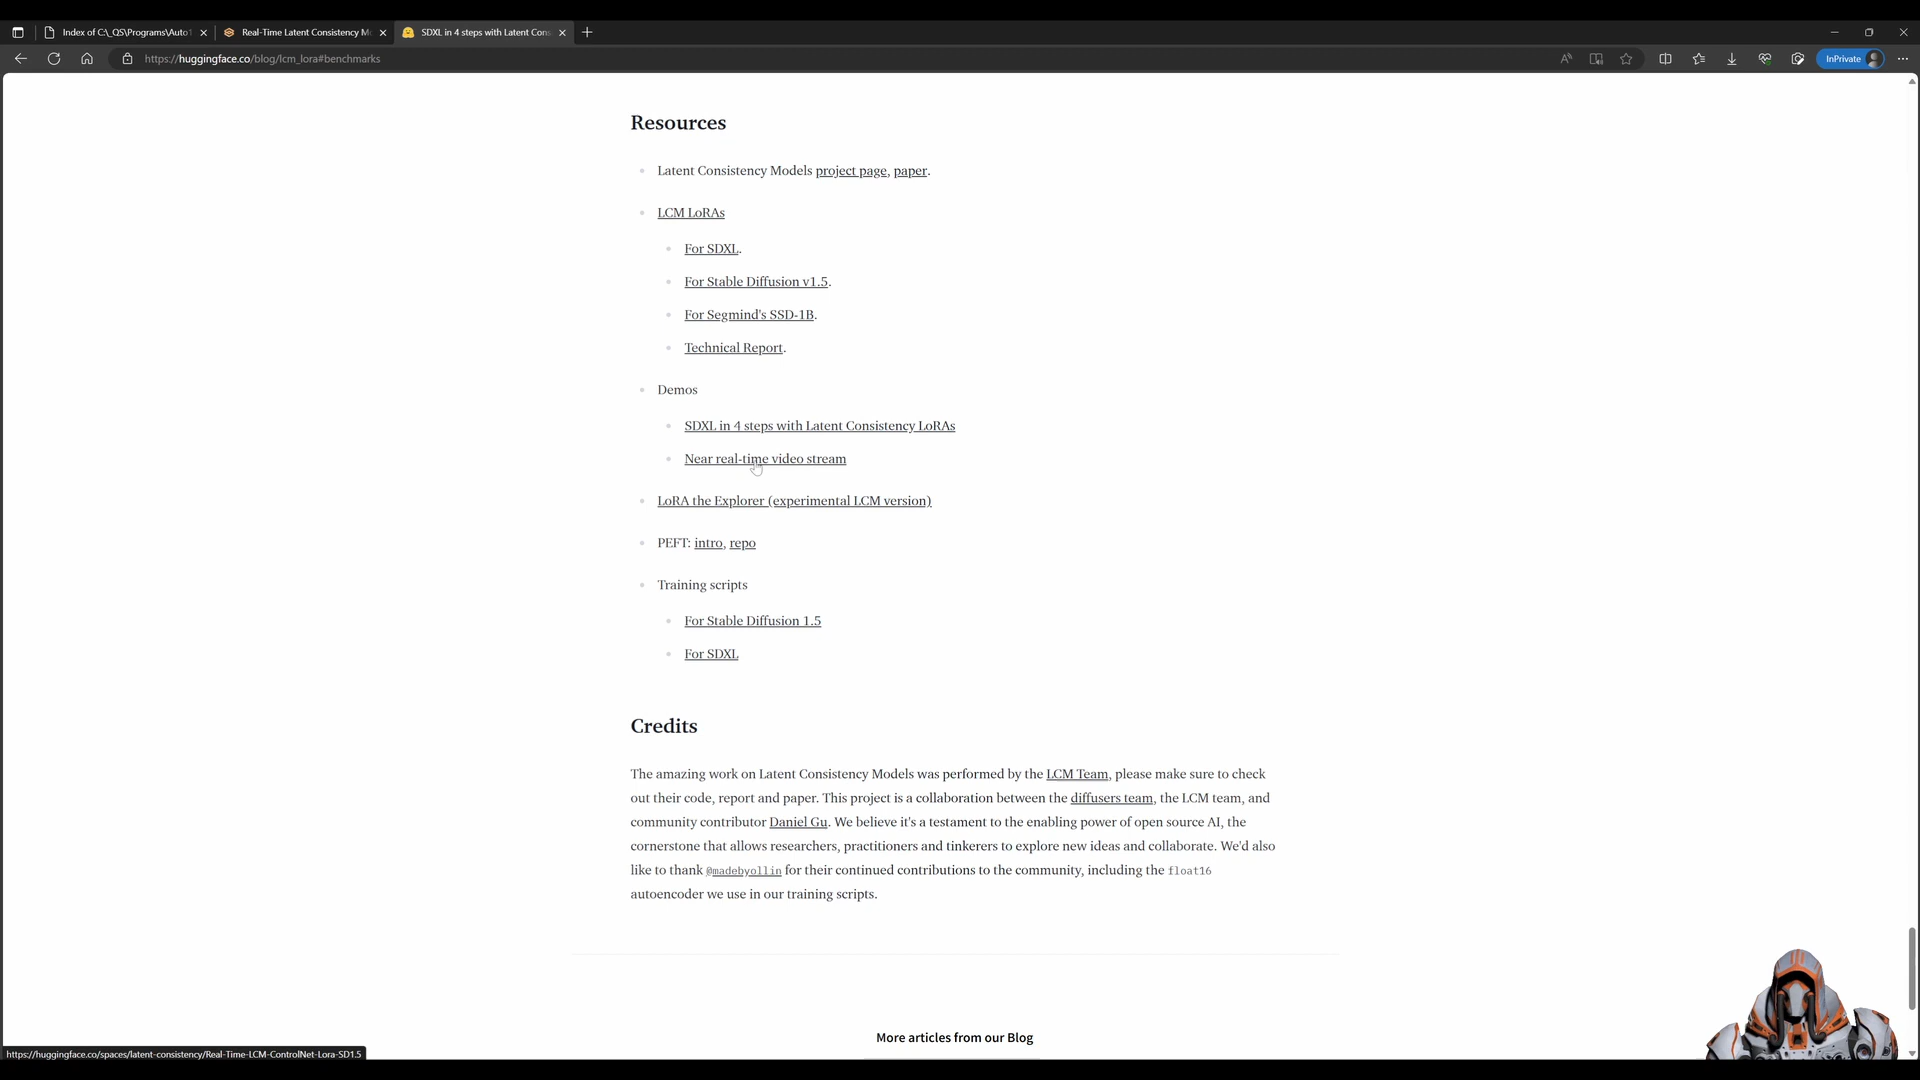 Index of C:\_QS\Programs\Auto1
Real-Time Latent Consistency M
SDXL in 4 steps with Latent Con
https://huggingface.co/blog/lcm_lora#benchmarks
InPrivate
Resources
Latent Consistency Models project page, paper.
LCM LoRAs
For SDXL.
For Stable Diffusion v1.5.
For Segmind's SSD-1B.
Technical Report.
Demos
SDXL in 4 steps with Latent Consistency LoRAs
Near real-time video stream
LoRA the Explorer (experimental LCM version)
PEFT: intro, repo
Training scripts
For Stable Diffusion 1.5
For SDXL
Credits
The amazing work on Latent Consistency Models was performed by the LCM Team, please make sure to check
out their code, report and paper. This project is a collaboration between the diffusers team, the LCM team, and
community contributor Daniel Gu. We believe it's a testament to the enabling power of open source AI, the
cornerstone that allows researchers, practitioners and tinkerers to explore new ideas and collaborate. We'd also
like to thank @madebyollin for their continued contributions to the community, including the float16
autoencoder we use in our training scripts.
More articles from our Blog
https://huggingface.co/spaces/latent-consistency/Real-Time-LCM-ControlNet-Lora-SD1.5